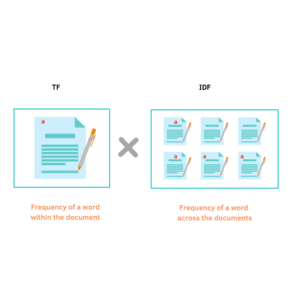 TF
IDF
a
a
a
a
a
Frequency of a word
within the document
Frequency of a word
across the documents